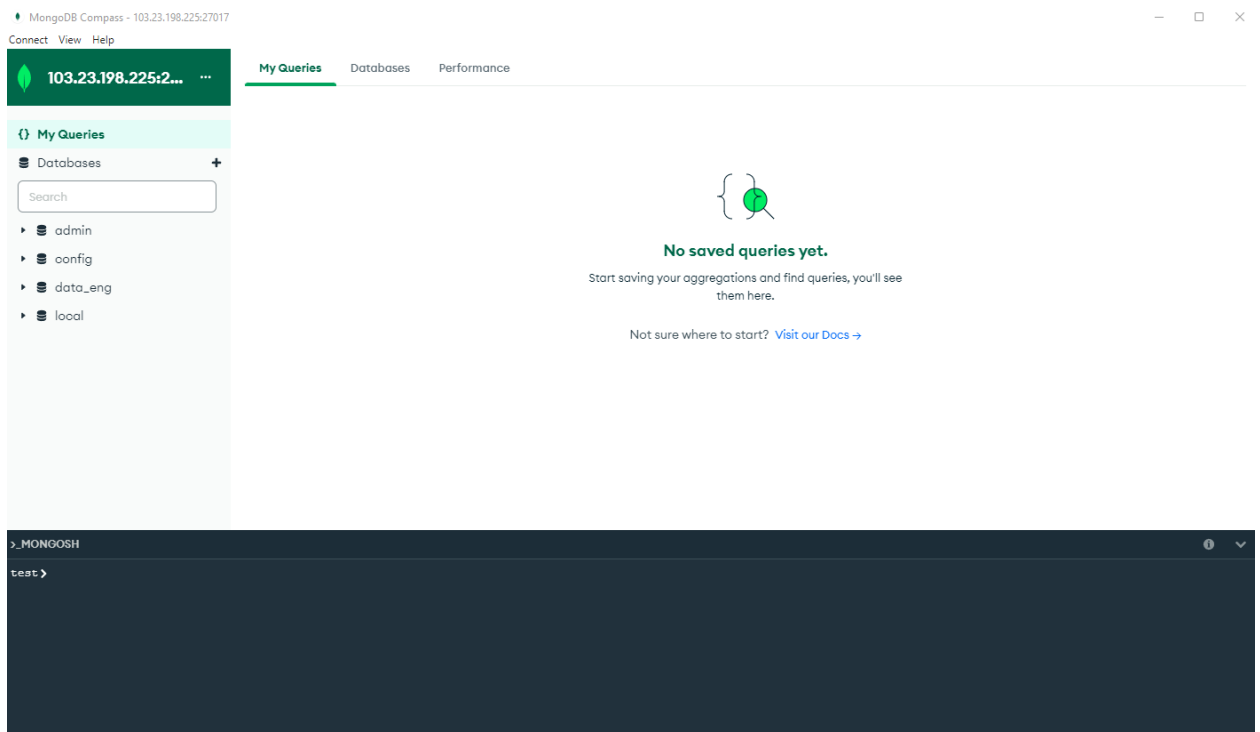 MongoDB Compass - 103.23.198.225:27017
Connect View Help
103.23.198.225:2... ...
My Queries Databases Performance
{} My Queries
Databases +
Search
admin
config
data_eng
local
No saved queries yet.
Start saving your aggregations and find queries, you'll see
them here.
Not sure where to start? Visit our Docs →
>_MONGOSH
test>